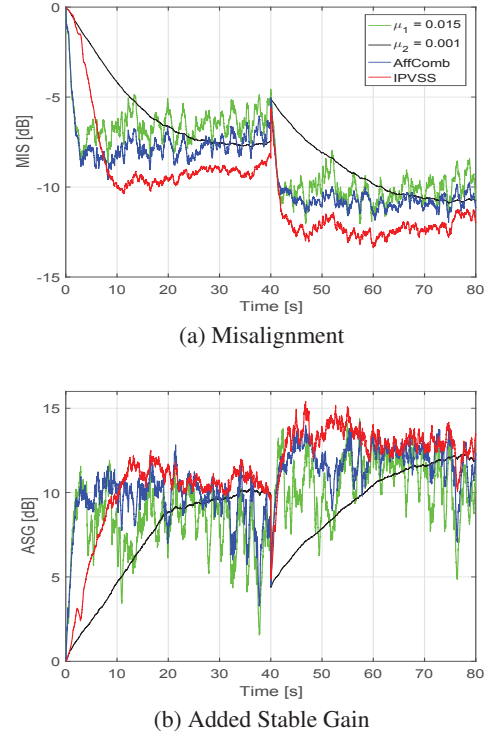 0
-5
-10
-15
MIS [dB]
μ1 = 0.015
μ2 = 0.001
AffComb
IPVSS
0 10 20 30 40 50 60 70 80
Time [s]
(a) Misalignment
15
10
5
0
ASG [dB]
0 10 20 30 40 50 60 70 80
Time [s]
(b) Added Stable Gain